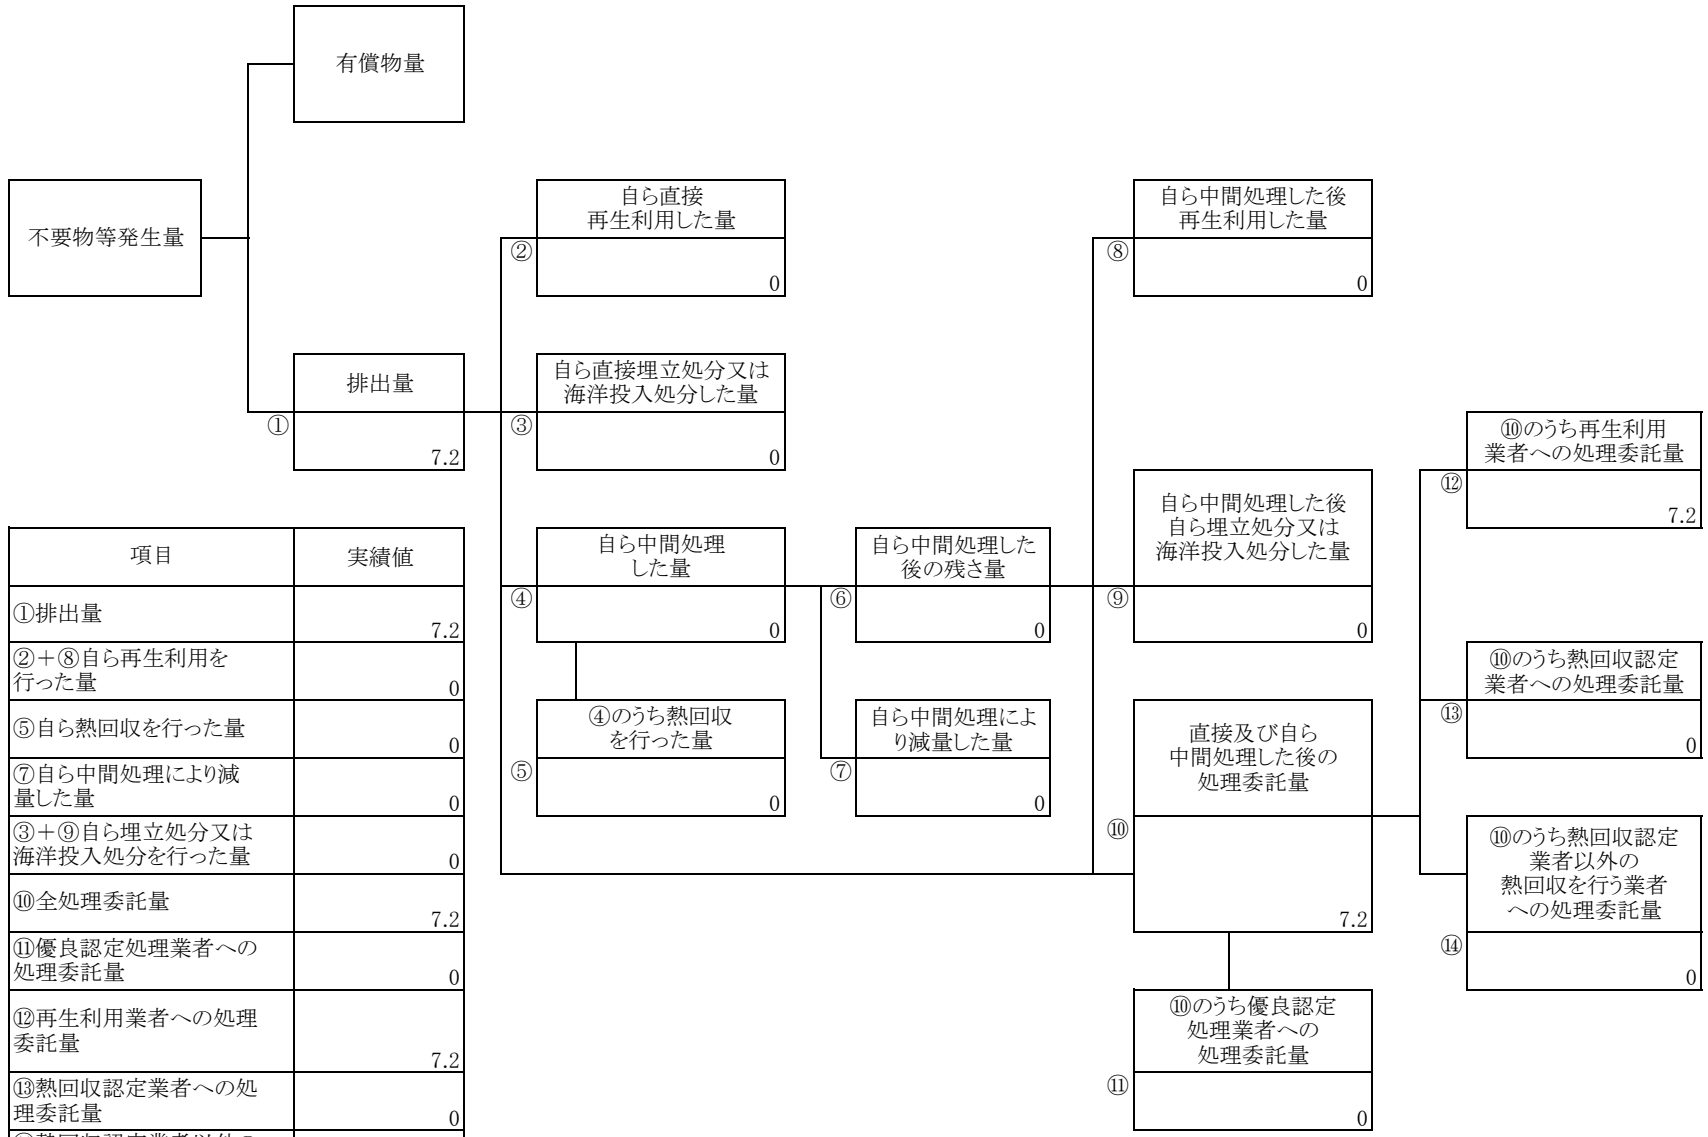 有償物量
不要物等発生量
自ら直接
再生利用した量
②
0
自ら中間処理した後
再生利用した量
⑧
0
排出量
①
7.2
自ら直接埋立処分又は
海洋投入処分した量
③
0
⑩のうち再生利用
業者への処理委託量
⑫
7.2
自ら中間処理
した量
④
0
自ら中間処理した
後の残さ量
⑥
0
自ら中間処理した後
自ら埋立処分又は
海洋投入処分した量
⑨
0
⑩のうち熱回収認定
業者への処理委託量
⑬
0
④のうち熱回収
を行った量
⑤
0
自ら中間処理によ
り減量した量
⑦
0
直接及び自ら
中間処理した後の
処理委託量
⑩
7.2
⑩のうち熱回収認定
業者以外の
熱回収を行う業者
への処理委託量
⑭
0
⑩のうち優良認定
処理業者への
処理委託量
⑪
0
項目 実績値
①排出量
7.2
②＋⑧自ら再生利用を
行った量
0
⑤自ら熱回収を行った量
0
⑦自ら中間処理により減
量した量
0
③＋⑨自ら埋立処分又は
海洋投入処分を行った量
0
⑩全処理委託量
7.2
⑪優良認定処理業者への
処理委託量
0
⑫再生利用業者への処理
委託量
7.2
⑬熱回収認定業者への処
理委託量
0